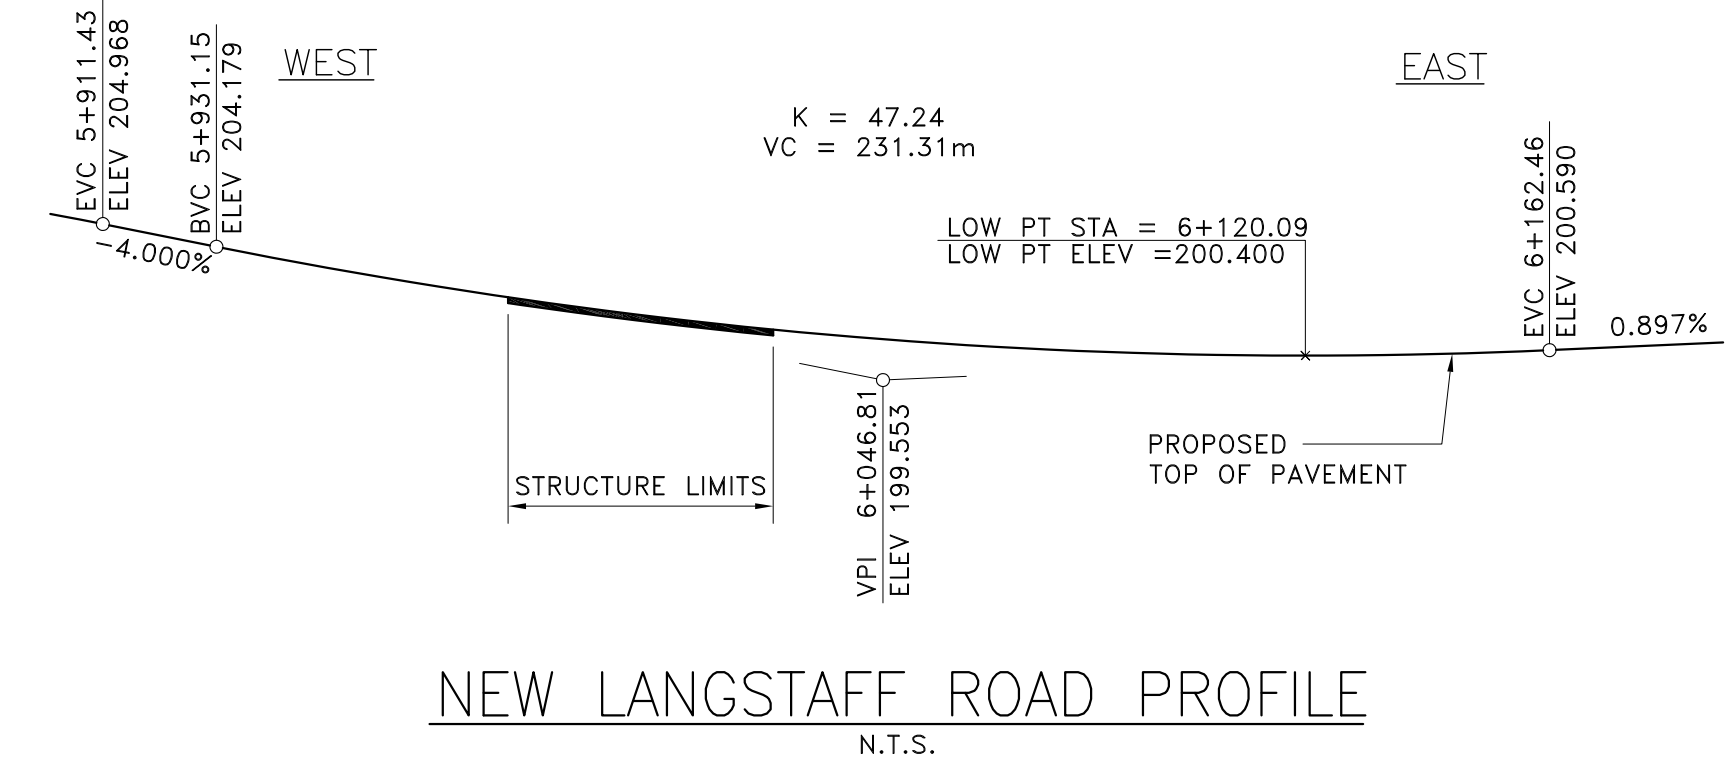 EVC 5+911.43
ELEV 204.968
BVC 5+931.15
ELEV 204.179
WEST
EAST
K = 47.24
VC = 231.31m
-4.000%
LOW PT STA = 6+120.09
LOW PT ELEV =200.400
EVC 6+162.46
ELEV 200.590
0.897%
STRUCTURE LIMITS
VPI 6+046.81
ELEV 199.553
PROPOSED
TOP OF PAVEMENT
NEW LANGSTAFF ROAD PROFILE
N.T.S.